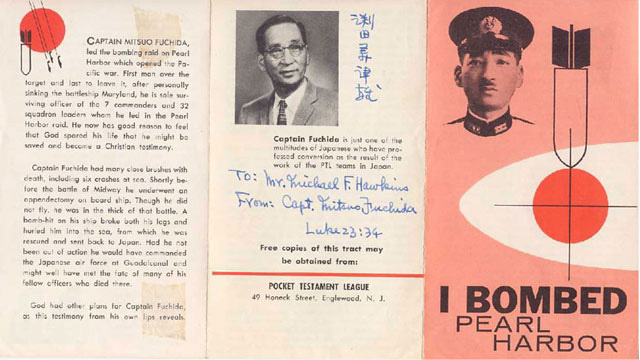 CAPTAIN MITSUO FUCHIDA,
led the bombing raid on Pearl
Harbor which opened the Pa-
cific war. First man over the
target and last to leave it, after personally
sinking the battleship Maryland, he is sole sur-
viving officer of the 7 commanders and 32
squadron leaders whom he led in the Pearl
Harbor raid. He now has good reason to feel
that God spared his life that he might be
saved and become a Christian testimony.
Captain Fuchida had many close brushes with
death, including six crashes at sea. Shortly be-
fore the battle of Midway he underwent an
appendectomy on board ship. Though he did
not fly, he was in the thick of that battle. A
bomb-hit on his ship broke both his legs and
hurled him into the sea, from which he was
rescued and sent back to Japan. Had he not
been out of action he would have commanded
the Japanese air force at Guadalcanal and
might well have met the fate of many of his
fellow officers who died there.
God had other plans for Captain Fuchida,
as this testimony from his own lips reveals.
渕田美津雄
Captain Fuchida is just one of the
multitudes of Japanese who have pro-
fessed conversion as the result of the
work of the PTL teams in Japan.
To: Mr. Michael F. Hawkins
From: Capt. Mitsuo Fuchida
Luke 23:34
Free copies of this tract may
be obtained from:
POCKET TESTAMENT LEAGUE
49 Honeck Street, Englewood, N. J.
I BOMBED
PEARL
HARBOR